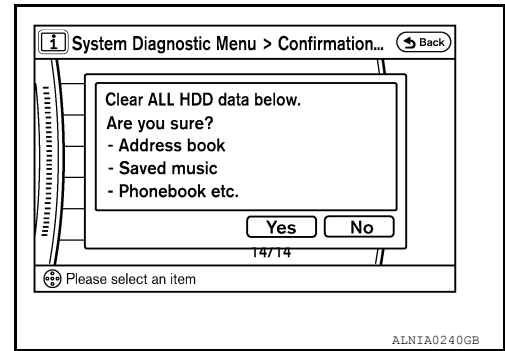 i System Diagnostic Menu > Confirmation... Back
Clear ALL HDD data below.
Are you sure?
- Address book
- Saved music
- Phonebook etc.
Yes No
14/14
Please select an item
ALNIA0240GB